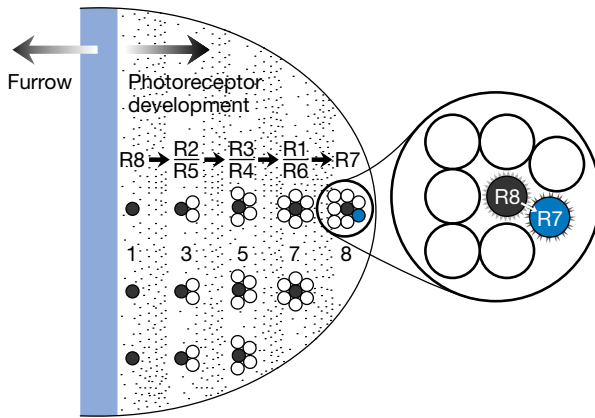 Furrow
Photoreceptor
development
R8 → R2/R5 → R3/R4 → R1/R6 → R7
1 3 5 7 8
R8
R7